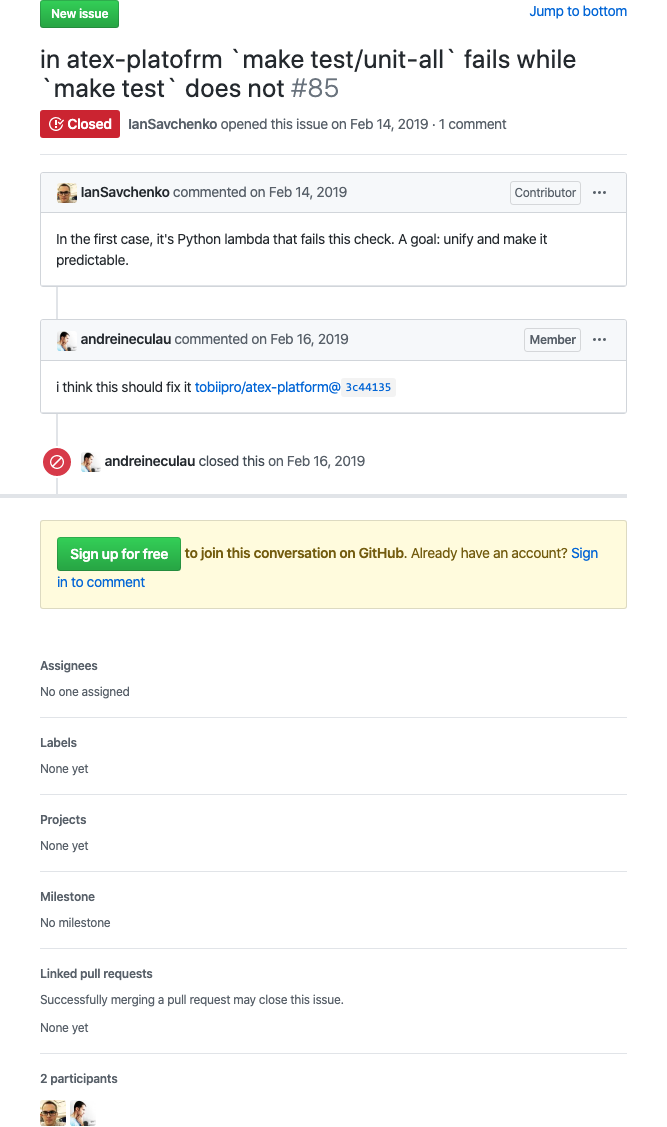 New issue
Jump to bottom
in atex-platofrm `make test/unit-all` fails while
`make test` does not #85
Closed
IanSavchenko opened this issue on Feb 14, 2019 · 1 comment
IanSavchenko commented on Feb 14, 2019
Contributor
In the first case, it's Python lambda that fails this check. A goal: unify and make it
predictable.
andreineculau commented on Feb 16, 2019
Member
i think this should fix it tobiipro/atex-platform@3c44135
andreineculau closed this on Feb 16, 2019
Sign up for free to join this conversation on GitHub. Already have an account? Sign
in to comment
Assignees
No one assigned
Labels
None yet
Projects
None yet
Milestone
No milestone
Linked pull requests
Successfully merging a pull request may close this issue.
None yet
2 participants